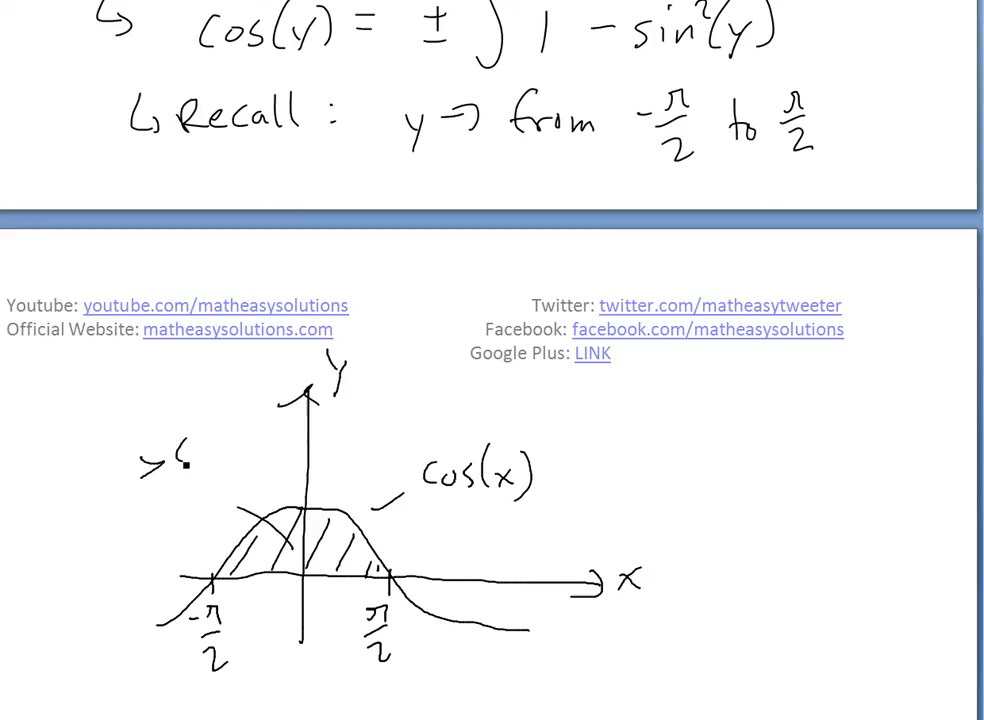 ↳ cos(y) = ± √1 - sin²(y)
↳ Recall : y → from -π/2 to π/2
Youtube: youtube.com/matheasysolutions Twitter: twitter.com/matheasytweeter
Official Website: matheasysolutions.com Facebook: facebook.com/matheasysolutions
Google Plus: LINK
y
>
cos(x)
x
-π/2 π/2